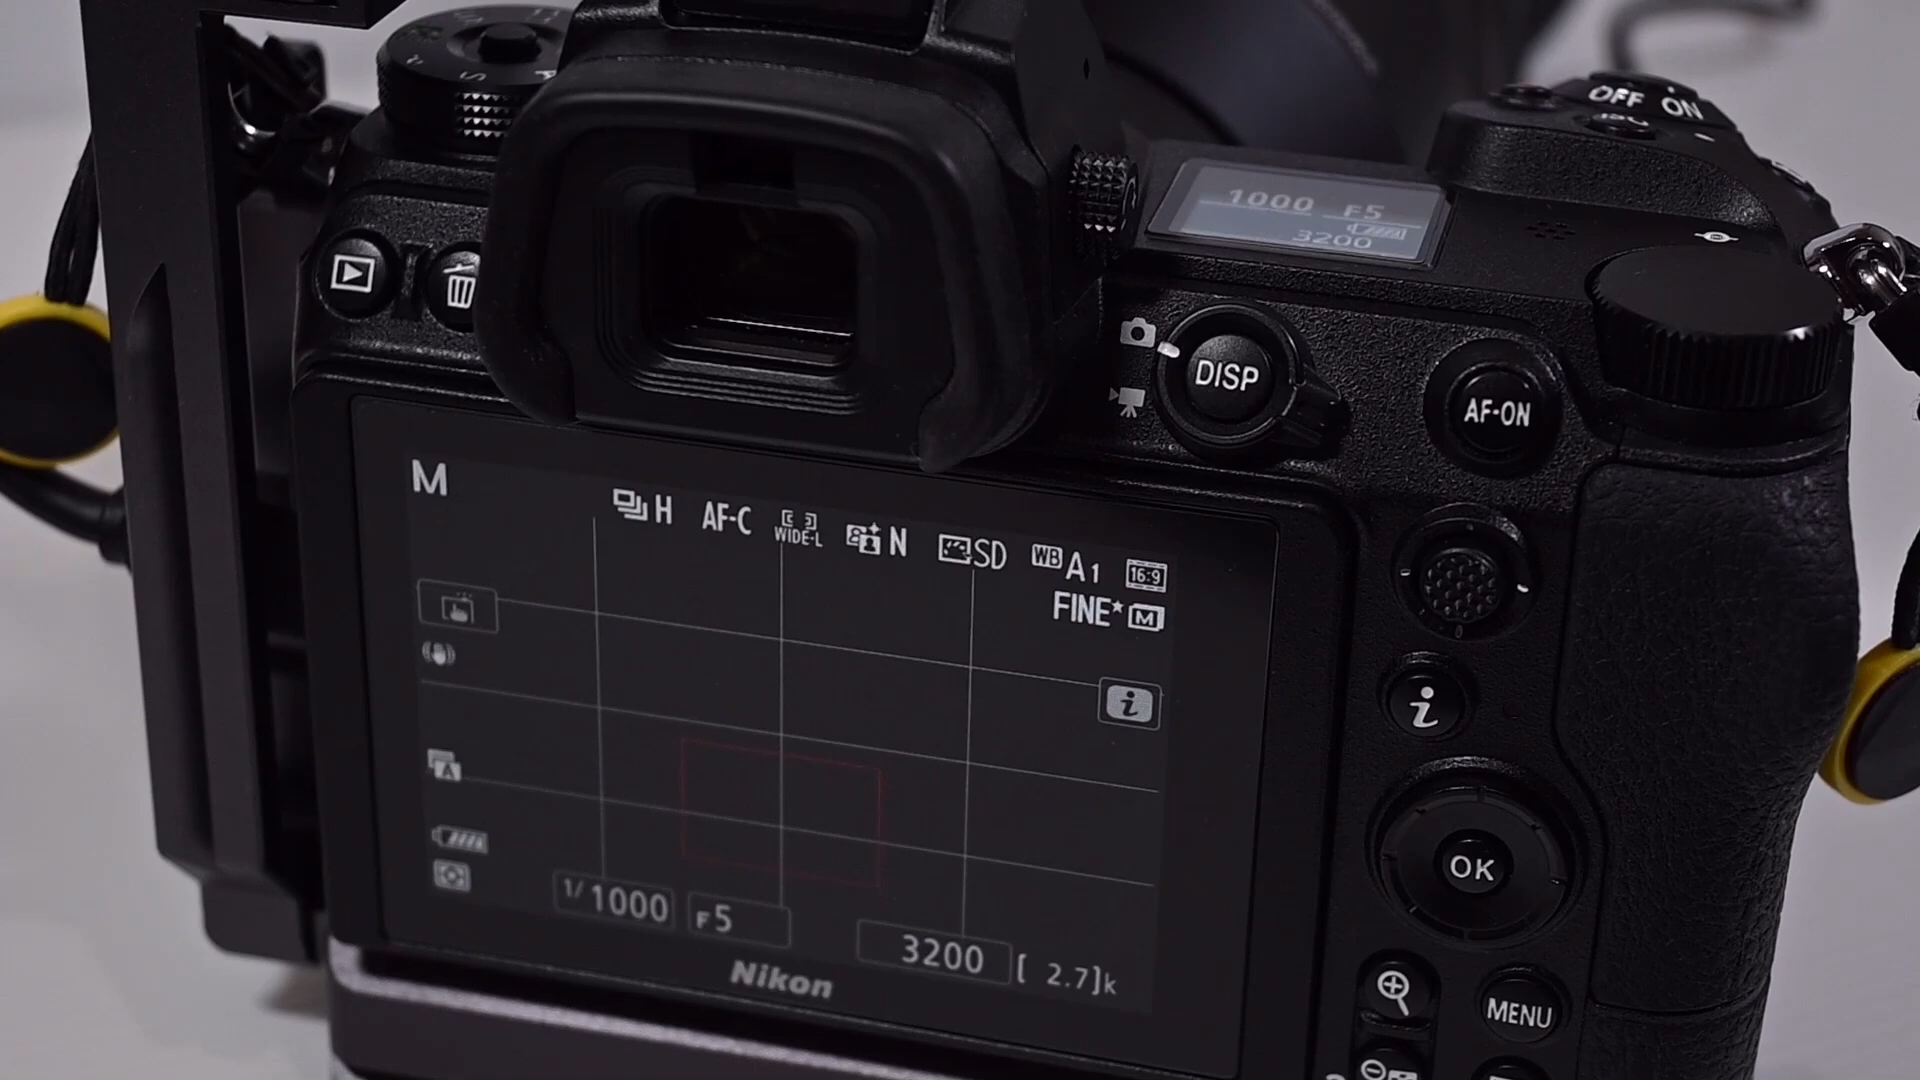 OFF ON
1000 F5
3200
DISP
AF-ON
M
H AF-C WIDE-L N SD WB A1 16:9
FINE★ M
i
i
A
OK
1/1000 F5 3200 [ 2.7]k
Nikon
MENU